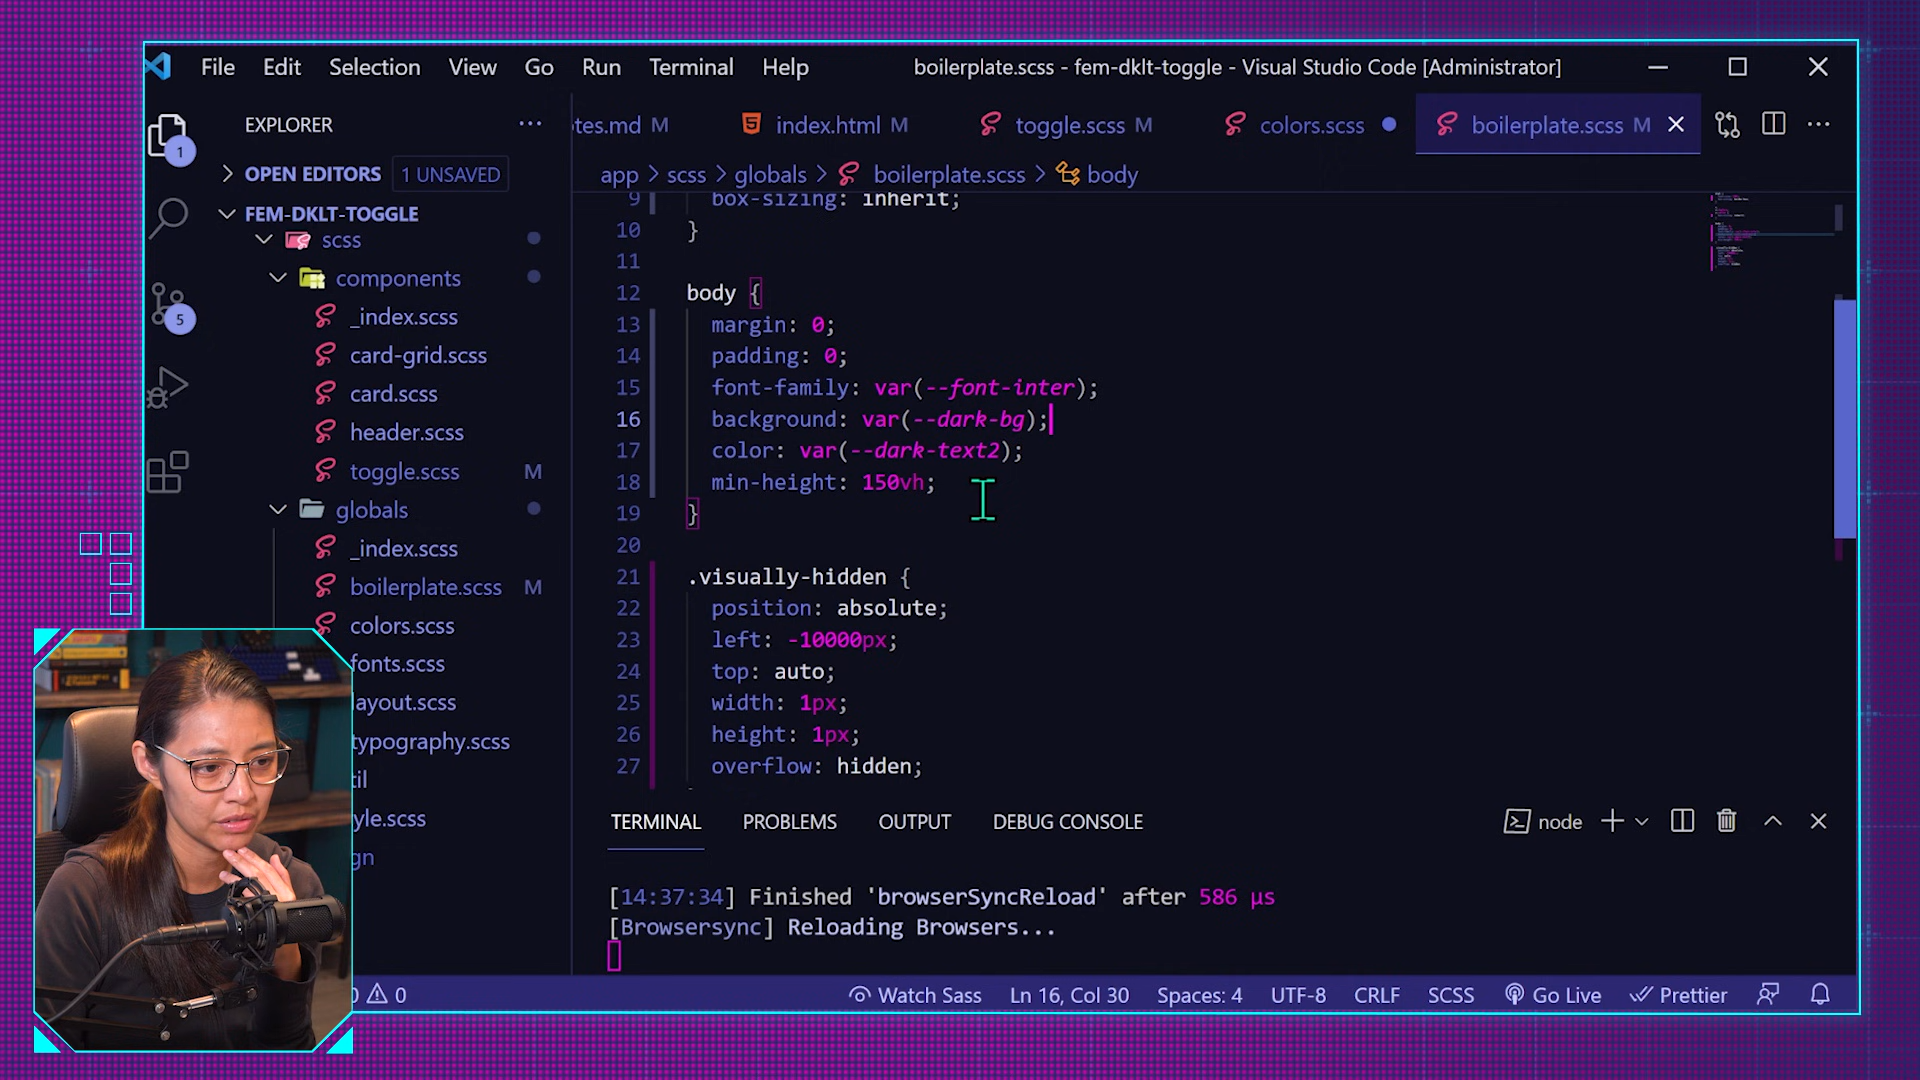 File Edit Selection View Go Run Terminal Help
boilerplate.scss - fem-dklt-toggle - Visual Studio Code [Administrator]
EXPLORER
tes.md M
index.html M
toggle.scss M
colors.scss
boilerplate.scss M
1
OPEN EDITORS 1 UNSAVED
app > scss > globals > boilerplate.scss > body
FEM-DKLT-TOGGLE
scss
components
_index.scss
card-grid.scss
card.scss
header.scss
toggle.scss M
globals
_index.scss
boilerplate.scss M
colors.scss
fonts.scss
layout.scss
typography.scss
til
yle.scss
gn
5
9 box-sizing: inherit;
10 }
11
12 body {
13 margin: 0;
14 padding: 0;
15 font-family: var(--font-inter);
16 background: var(--dark-bg);
17 color: var(--dark-text2);
18 min-height: 150vh;
19 }
20
21 .visually-hidden {
22 position: absolute;
23 left: -10000px;
24 top: auto;
25 width: 1px;
26 height: 1px;
27 overflow: hidden;
TERMINAL PROBLEMS OUTPUT DEBUG CONSOLE
node
[14:37:34] Finished 'browserSyncReload' after 586 μs
[Browsersync] Reloading Browsers...
0 0
Watch Sass Ln 16, Col 30 Spaces: 4 UTF-8 CRLF SCSS Go Live Prettier